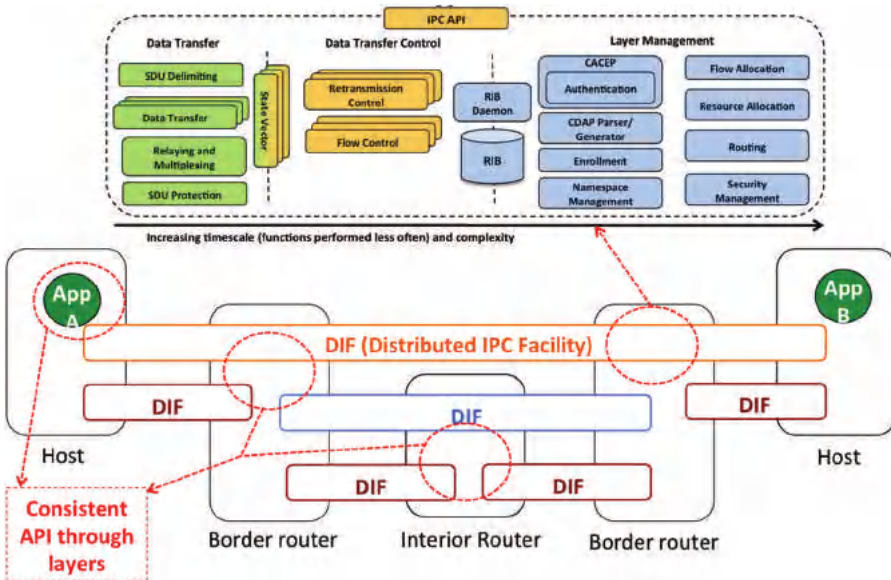 IPC API
Data Transfer
Data Transfer Control
Layer Management
SDU Delimiting
Data Transfer
Relaying and
Multiplexing
SDU Protection
State Vector
Retransmission
Control
Flow Control
RIB
Daemon
RIB
CACEP
Authentication
CDAP Parser/
Generator
Enrollment
Namespace
Management
Flow Allocation
Resource Allocation
Routing
Security
Management
Increasing timescale (functions performed less often) and complexity
App
A
App
B
DIF (Distributed IPC Facility)
DIF
DIF
DIF
Host
Host
DIF
DIF
Consistent
API through
layers
Border router
Interior Router
Border router